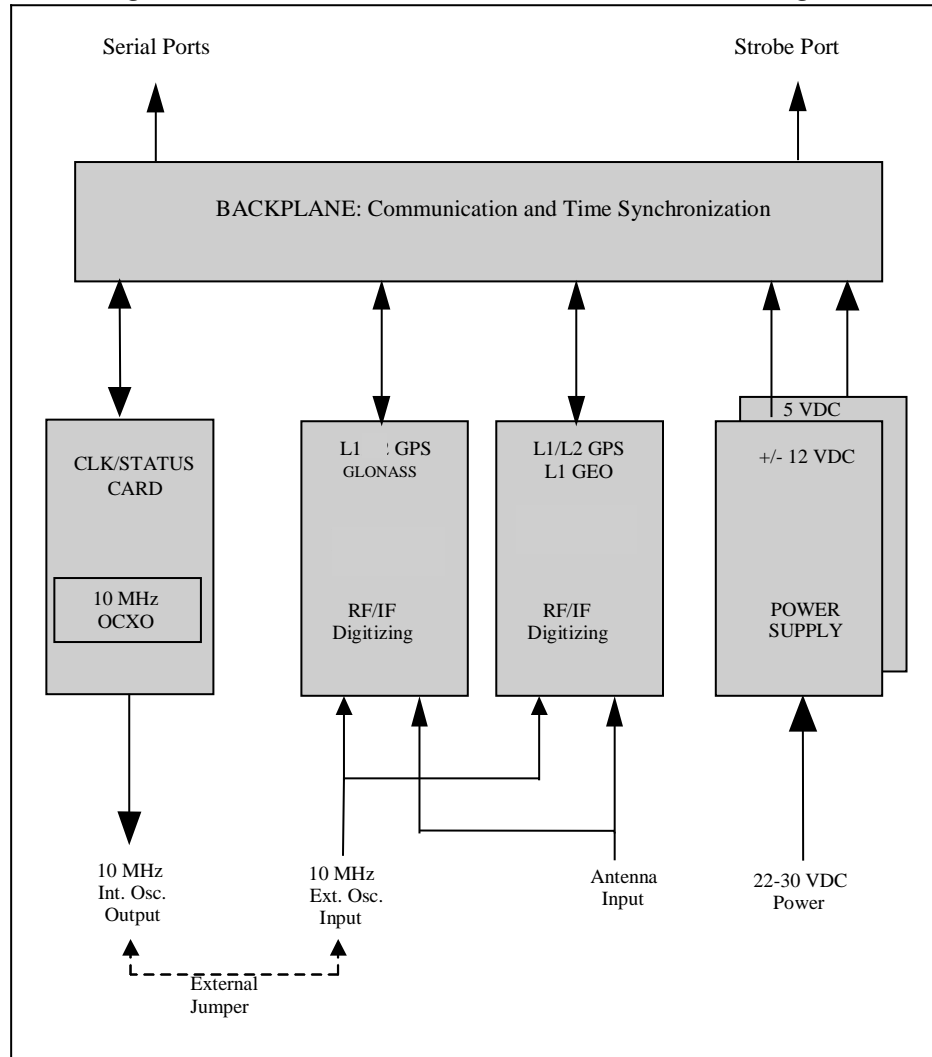 Serial Ports
Strobe Port
BACKPLANE: Communication and Time Synchronization
CLK/STATUS
CARD
10 MHz
OCXO
L1 2 GPS
GLONASS
RF/IF
Digitizing
L1/L2 GPS
L1 GEO
RF/IF
Digitizing
5 VDC
+/- 12 VDC
POWER
SUPPLY
10 MHz
Int. Osc.
Output
10 MHz
Ext. Osc.
Input
Antenna
Input
22-30 VDC
Power
External
Jumper